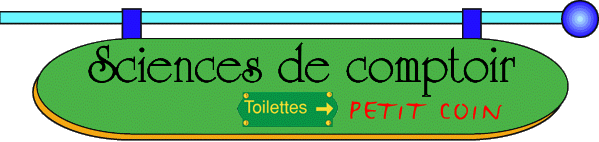 Sciences de comptoir
Toilettes → PETIT COIN